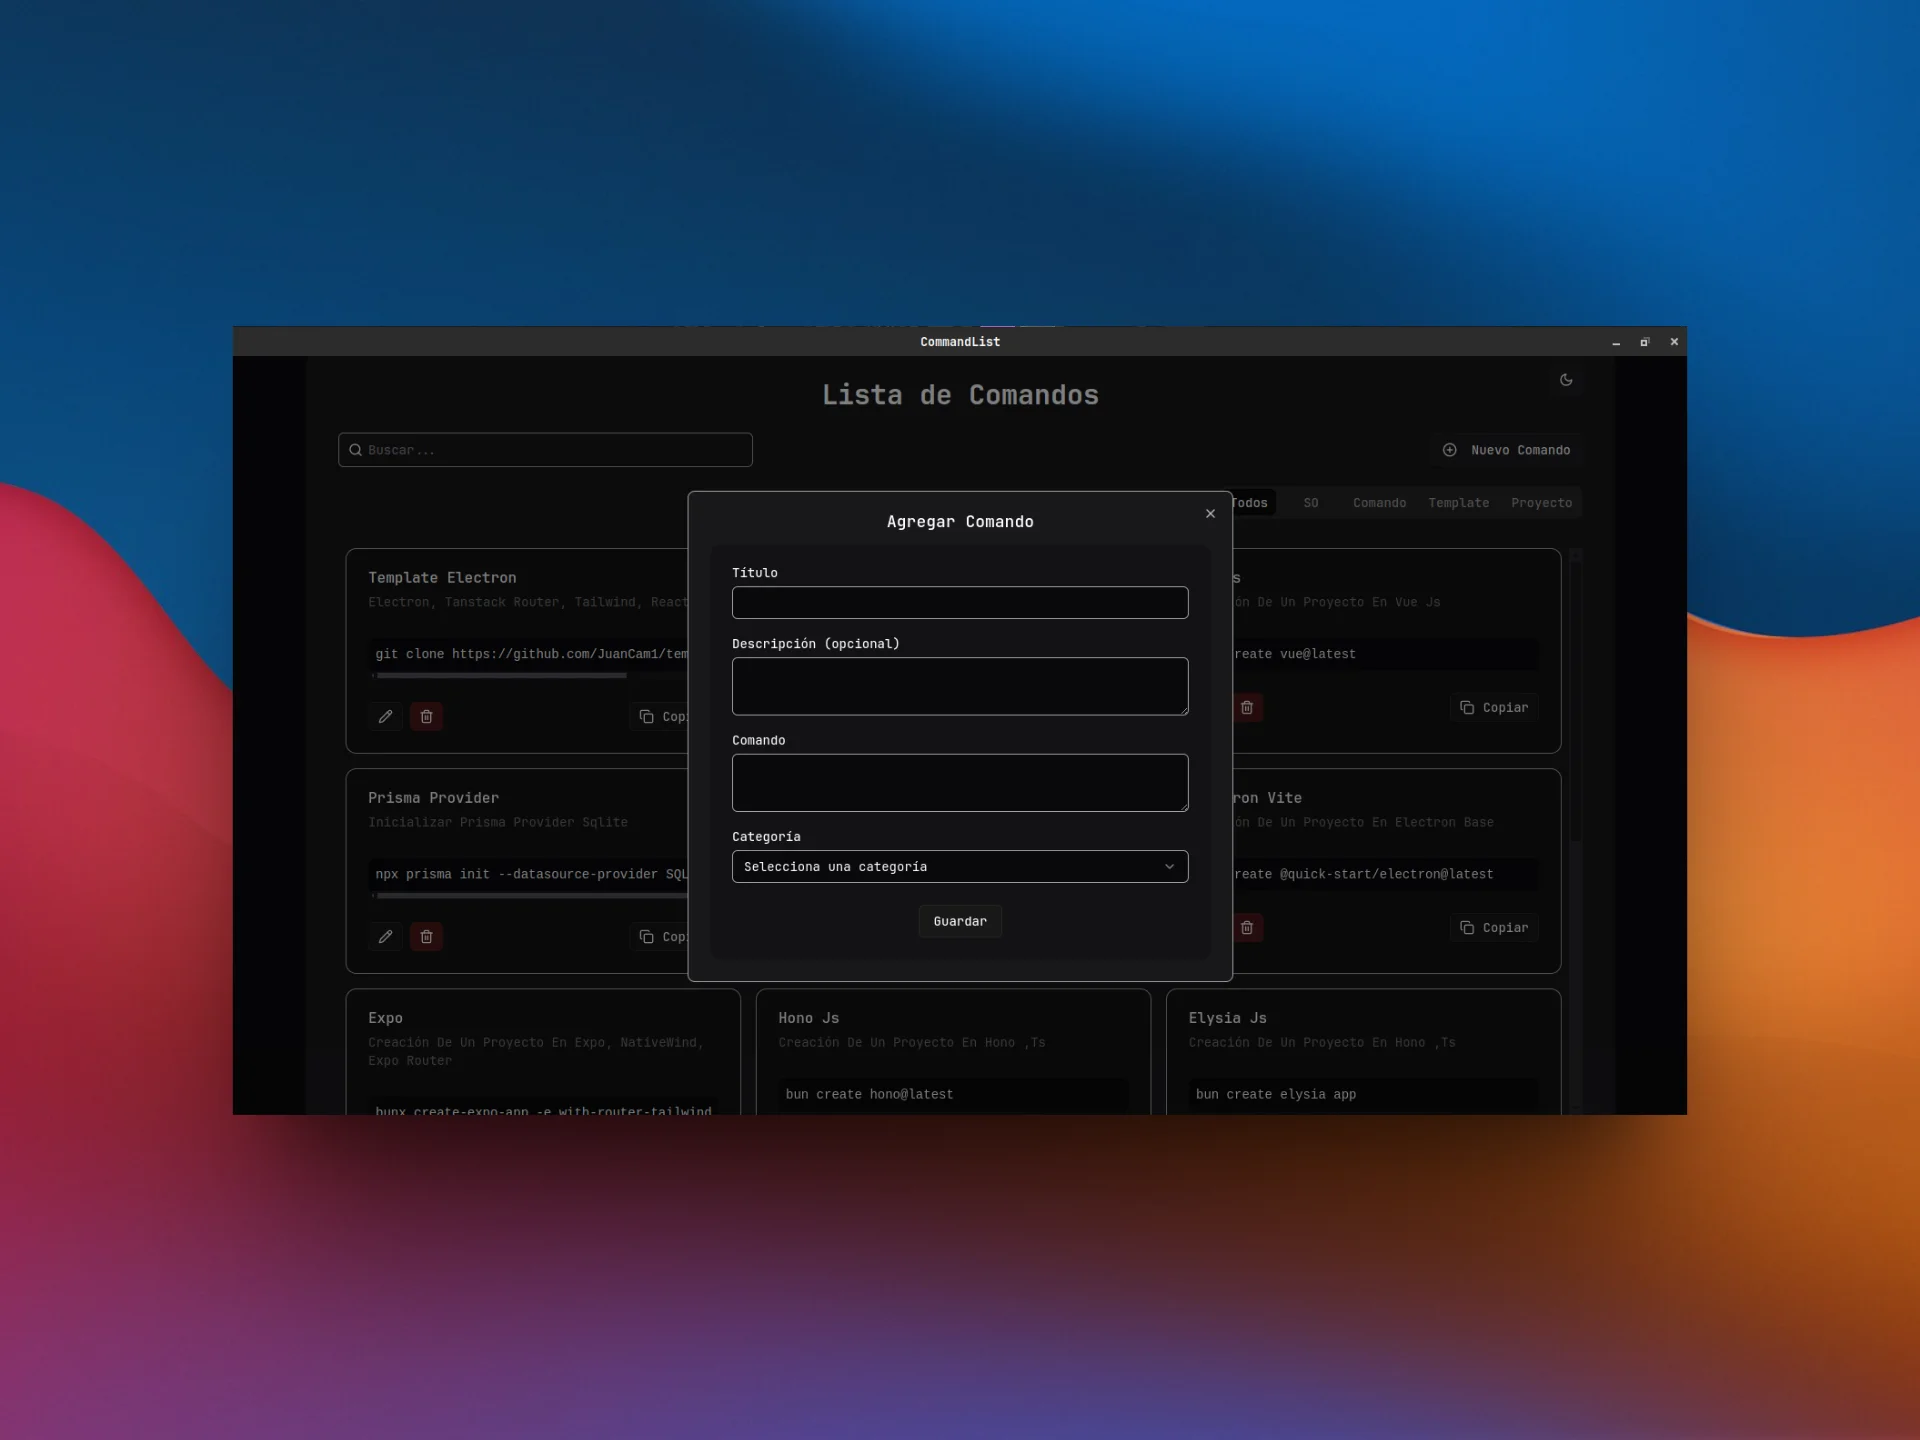 CommandList
Lista de Comandos
Buscar...
Nuevo Comando
Todos SO Comando Template Proyecto
Agregar Comando
Título
Descripción (opcional)
Comando
Categoría
Selecciona una categoría
Guardar
Template Electron
Electron, Tanstack Router, Tailwind, React
git clone https://github.com/JuanCam1/tem
Copi
s
ón De Un Proyecto En Vue Js
reate vue@latest
Copiar
Prisma Provider
Inicializar Prisma Provider Sqlite
npx prisma init --datasource-provider SQL
Copi
ron Vite
ón De Un Proyecto En Electron Base
reate @quick-start/electron@latest
Copiar
Expo
Creación De Un Proyecto En Expo, NativeWind,
Expo Router
bunx create-expo-app -e with-router-tailwind
Hono Js
Creación De Un Proyecto En Hono ,Ts
bun create hono@latest
Elysia Js
Creación De Un Proyecto En Hono ,Ts
bun create elysia app